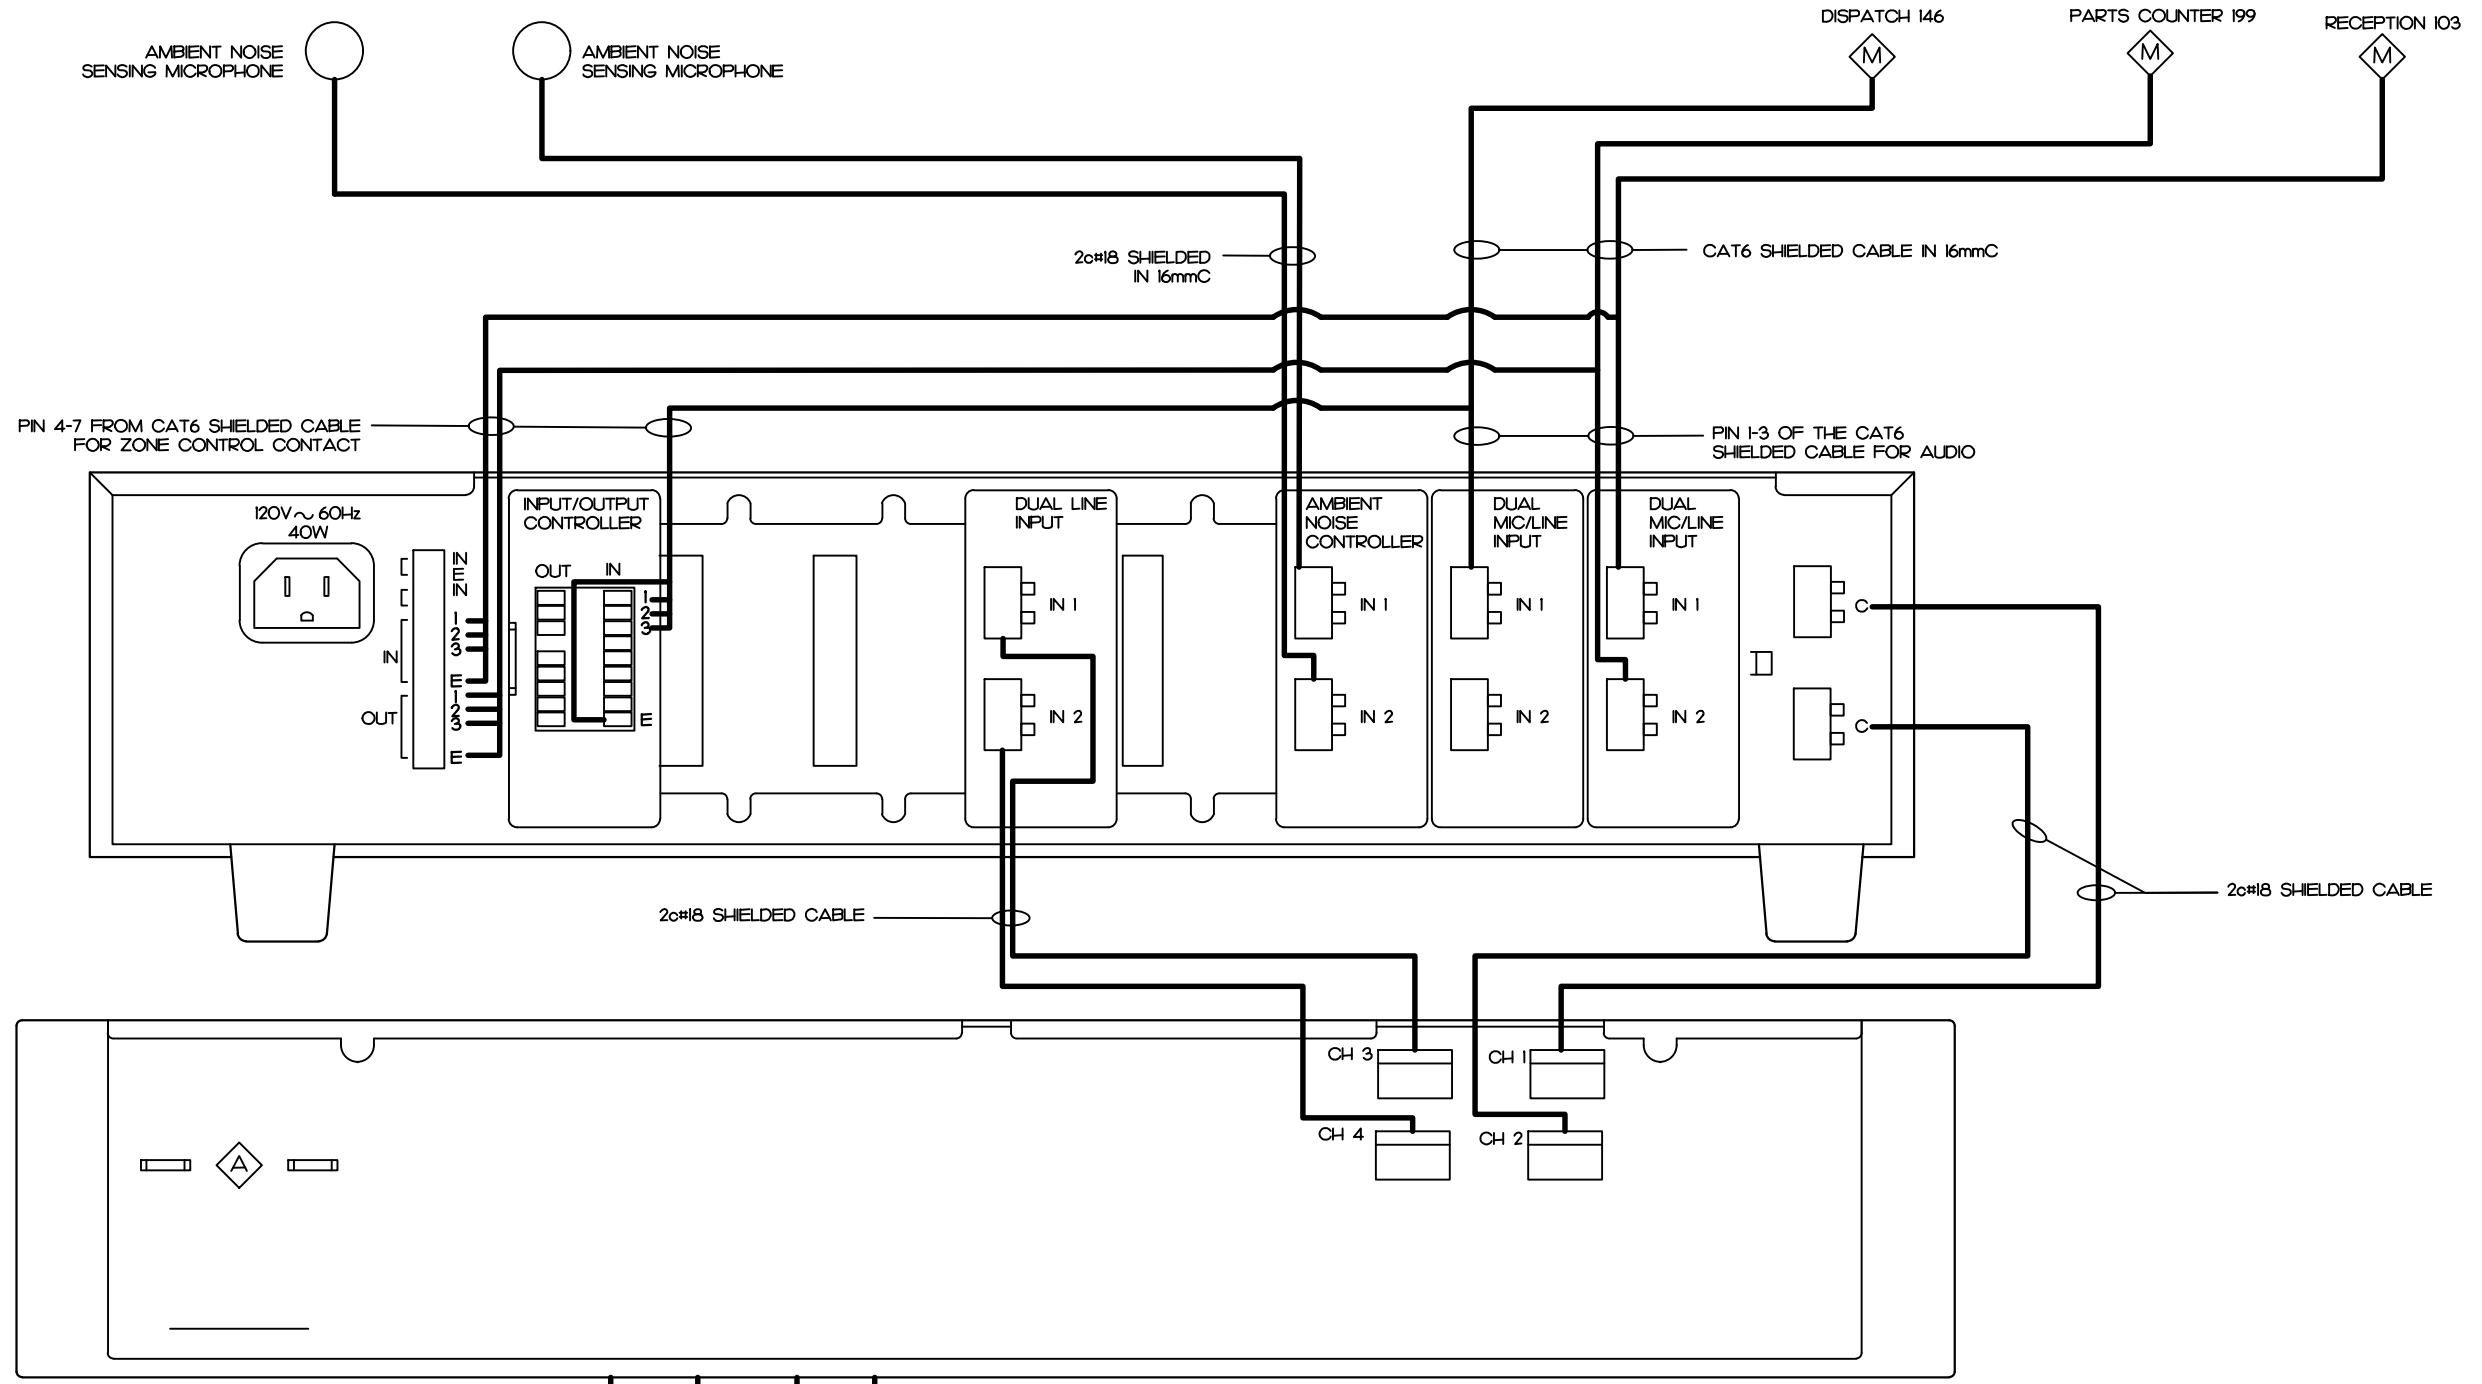 DISPATCH 146
PARTS COUNTER 199
RECEPTION 103
AMBIENT NOISE
SENSING MICROPHONE
AMBIENT NOISE
SENSING MICROPHONE
M
M
M
2c#18 SHIELDED
IN 16mmC
CAT6 SHIELDED CABLE IN 16mmC
PIN 4-7 FROM CAT6 SHIELDED CABLE
FOR ZONE CONTROL CONTACT
PIN 1-3 OF THE CAT6
SHIELDED CABLE FOR AUDIO
120V~60Hz
40W
IN
E
IN
1
2
3
E
IN
1
2
3
E
OUT
INPUT/OUTPUT
CONTROLLER
OUT
IN
1
2
3
E
DUAL LINE
INPUT
IN 1
IN 2
AMBIENT
NOISE
CONTROLLER
IN 1
IN 2
DUAL
MIC/LINE
INPUT
IN 1
IN 2
DUAL
MIC/LINE
INPUT
IN 1
IN 2
C
C
2c#18 SHIELDED CABLE
2c#18 SHIELDED CABLE
CH 3
CH 1
CH 4
CH 2
A